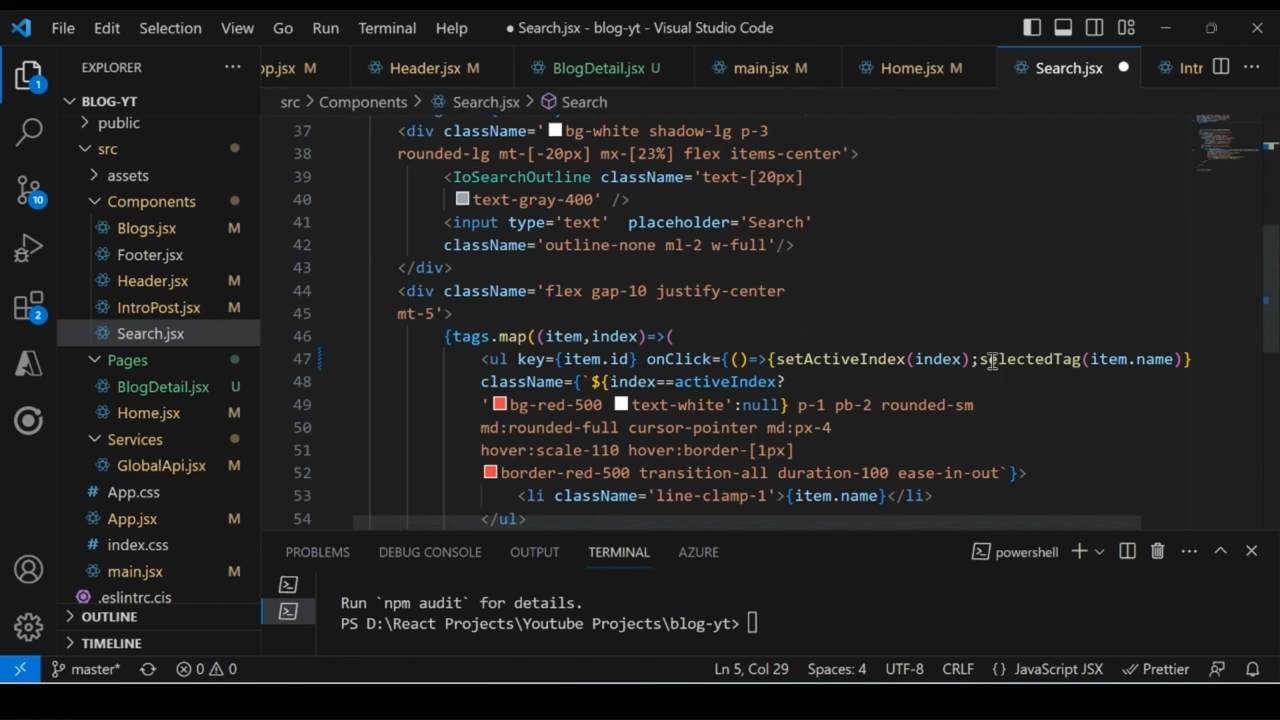 File Edit Selection View Go Run Terminal Help ● Search.jsx - blog-yt - Visual Studio Code
EXPLORER ...
pp.jsx M Header.jsx M BlogDetail.jsx U main.jsx M Home.jsx M Search.jsx ● Intr ...
BLOG-YT
public
src
assets
Components
Blogs.jsx M
Footer.jsx
Header.jsx M
IntroPost.jsx M
Search.jsx
Pages
BlogDetail.jsx U
Home.jsx M
Services
GlobalApi.jsx M
# App.css
App.jsx M
# index.css
main.jsx M
.eslintrc.cjs
OUTLINE
TIMELINE
1
10
2
src > Components > Search.jsx > Search
37 <div className='bg-white shadow-lg p-3
38 rounded-lg mt-[-20px] mx-[23%] flex items-center'>
39 <IoSearchOutline className='text-[20px]
40 text-gray-400' />
41 <input type='text' placeholder='Search'
42 className='outline-none ml-2 w-full'/>
43 </div>
44 <div className='flex gap-10 justify-center
45 mt-5'>
46 {tags.map((item,index)=>(
47 <ul key={item.id} onClick={()=>{setActiveIndex(index);selectedTag(item.name)}
48 className={`${index==activeIndex?
49 'bg-red-500 text-white':null} p-1 pb-2 rounded-sm
50 md:rounded-full cursor-pointer md:px-4
51 hover:scale-110 hover:border-[1px]
52 border-red-500 transition-all duration-100 ease-in-out`}>
53 <li className='line-clamp-1'>{item.name}</li>
54 </ul>
PROBLEMS DEBUG CONSOLE OUTPUT TERMINAL AZURE powershell
Run `npm audit` for details.
PS D:\React Projects\Youtube Projects\blog-yt>
master* 0 0 Ln 5, Col 29 Spaces: 4 UTF-8 CRLF {} JavaScript JSX Prettier